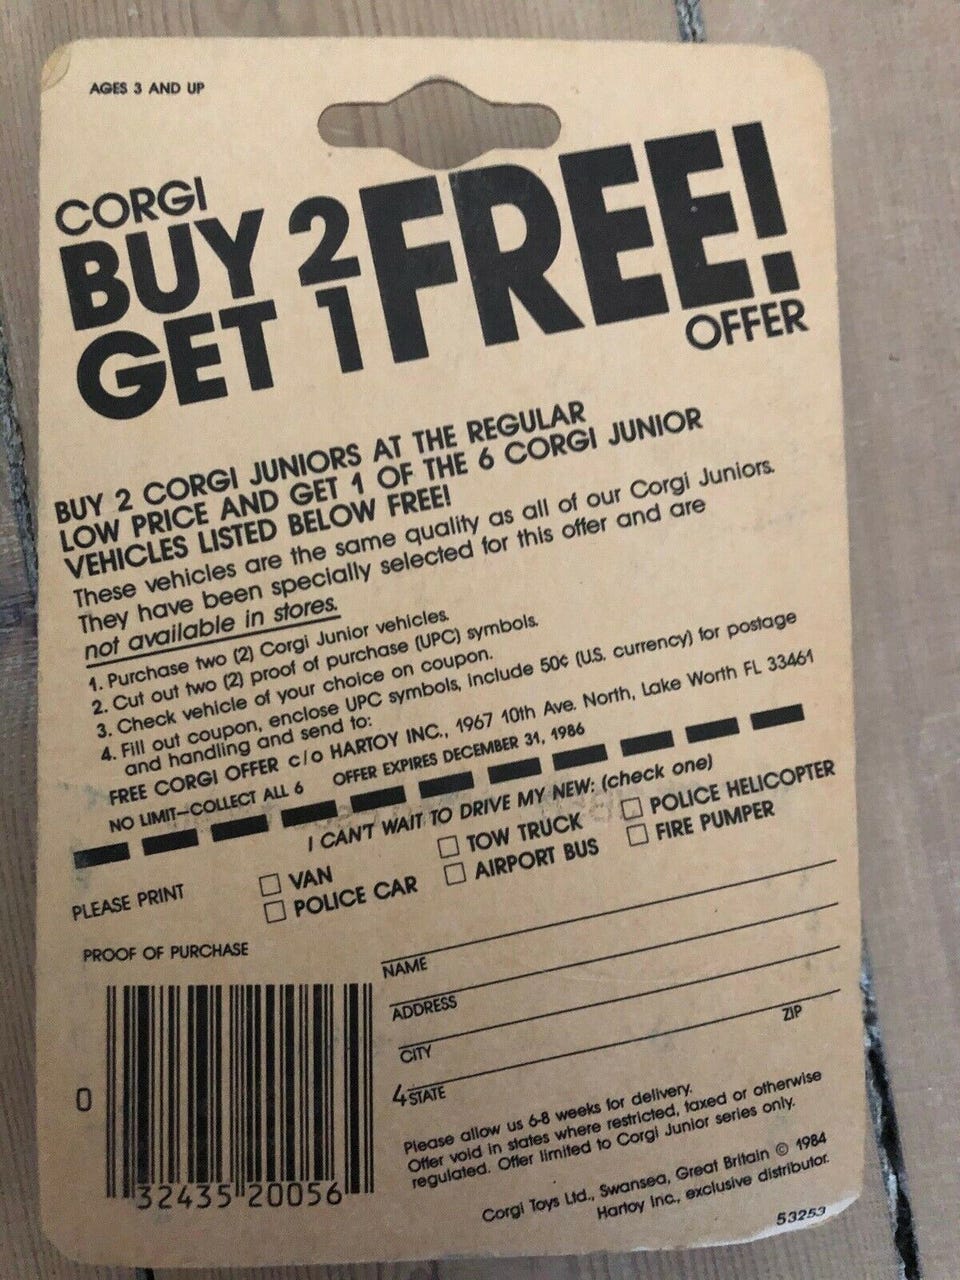 AGES 3 AND UP
CORGI
BUY 2
GET 1 FREE!
OFFER
BUY 2 CORGI JUNIORS AT THE REGULAR
LOW PRICE AND GET 1 OF THE 6 CORGI JUNIOR
VEHICLES LISTED BELOW FREE!
These vehicles are the same quality as all of our Corgi Juniors.
They have been specially selected for this offer and are
not available in stores.
1. Purchase two (2) Corgi Junior vehicles.
2. Cut out two (2) proof of purchase (UPC) symbols.
3. Check vehicle of your choice on coupon.
4. Fill out coupon, enclose UPC symbols, include 50¢ (U.S. currency) for postage
and handling and send to:
FREE CORGI OFFER c/o HARTOY INC., 1967 10th Ave. North, Lake Worth FL 33461
NO LIMIT—COLLECT ALL 6 OFFER EXPIRES DECEMBER 31, 1986
I CAN'T WAIT TO DRIVE MY NEW: (check one)
PLEASE PRINT
☐ VAN ☐ TOW TRUCK ☐ POLICE HELICOPTER
☐ POLICE CAR ☐ AIRPORT BUS ☐ FIRE PUMPER
PROOF OF PURCHASE
NAME
ADDRESS
CITY
STATE ZIP
0 32435 20056 4
Please allow us 6-8 weeks for delivery.
Offer void in states where restricted, taxed or otherwise
regulated. Offer limited to Corgi Junior series only.
Corgi Toys Ltd., Swansea, Great Britain © 1984
Hartoy Inc., exclusive distributor.
53253